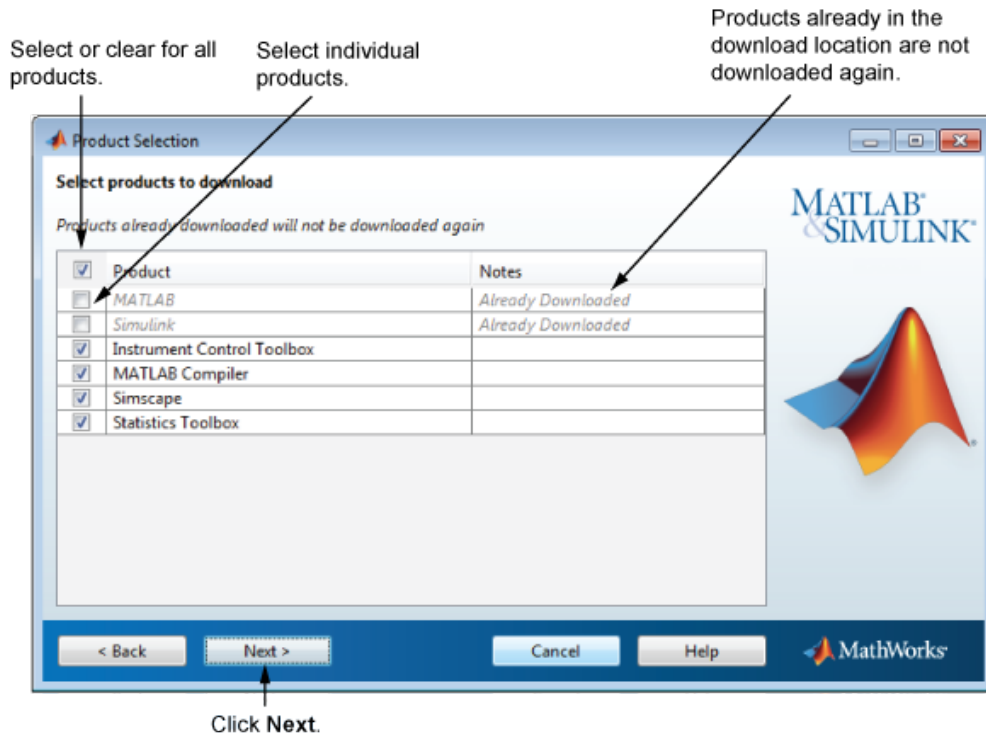 Select or clear for all
products.
Select individual
products.
Products already in the
download location are not
downloaded again.
Product Selection
Select products to download
Products already downloaded will not be downloaded again
MATLAB®
&SIMULINK®
Product Notes
MATLAB Already Downloaded
Simulink Already Downloaded
Instrument Control Toolbox
MATLAB Compiler
Simscape
Statistics Toolbox
< Back Next > Cancel Help MathWorks®
Click Next.